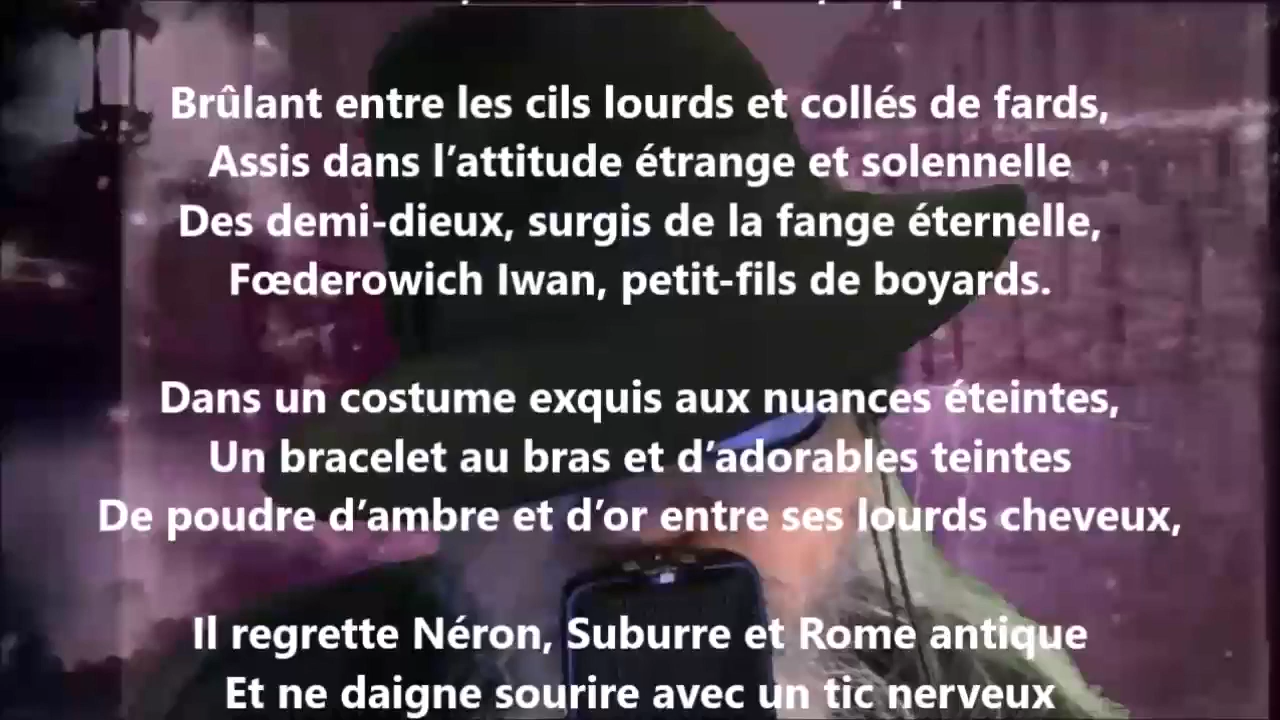 Brûlant entre les cils lourds et collés de fards,
Assis dans l’attitude étrange et solennelle
Des demi-dieux, surgis de la fange éternelle,
Fœderowich Iwan, petit-fils de boyards.
Dans un costume exquis aux nuances éteintes,
Un bracelet au bras et d’adorables teintes
De poudre d’ambre et d’or entre ses lourds cheveux,
Il regrette Néron, Suburre et Rome antique
Et ne daigne sourire avec un tic nerveux